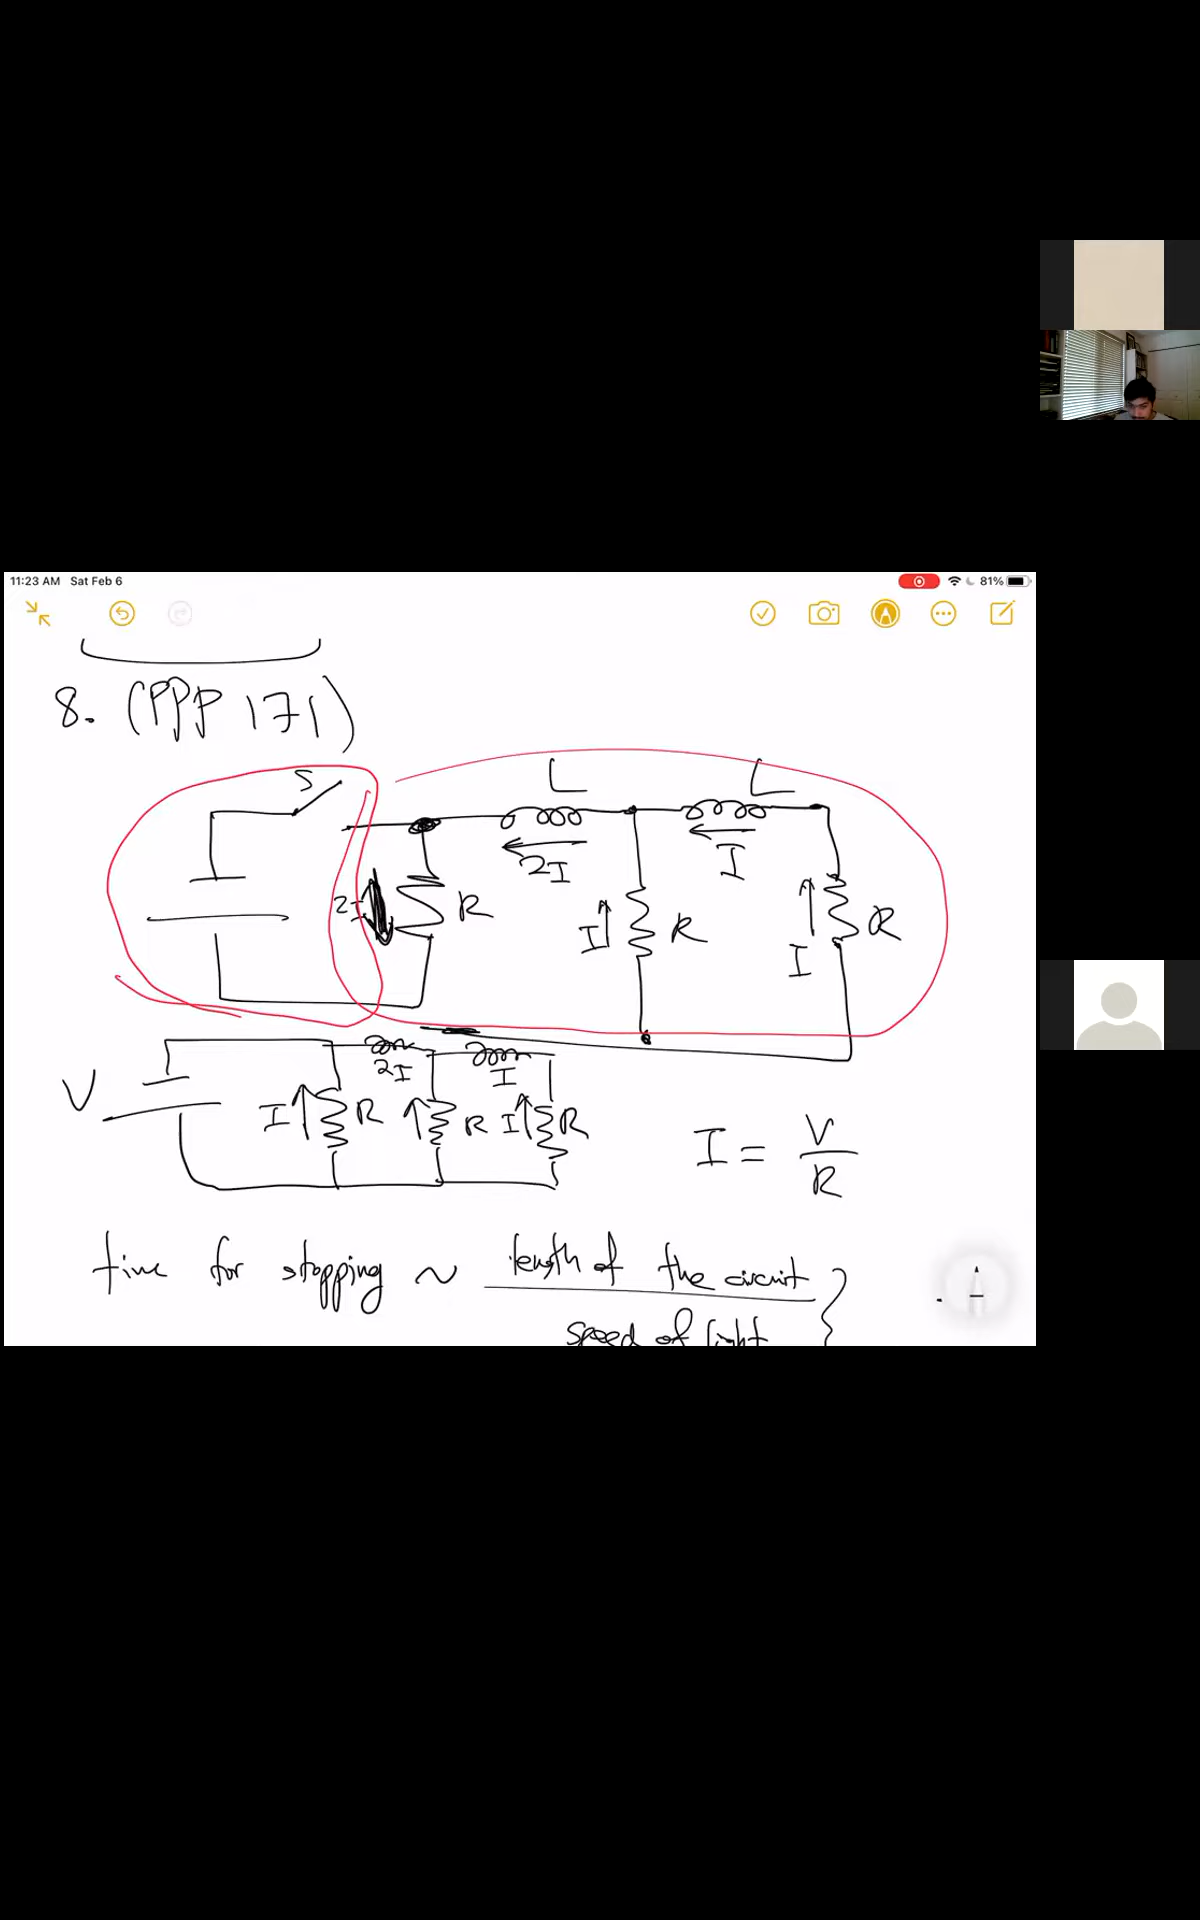 11:23 AM Sat Feb 6
81%
8. (PPP 171)
S
L
L
2I
I
2I
R
I
R
I
R
V
2I
I
I
R
R
I
R
I = V
R
time for stopping ~ length of the circuit
speed of light